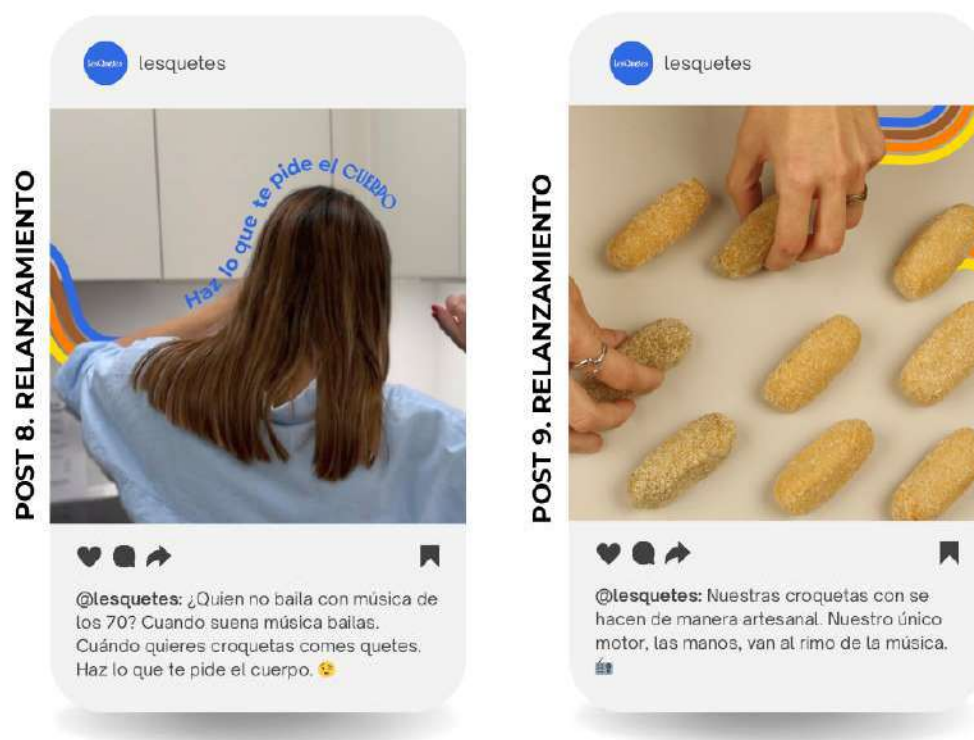 POST 8. RELANZAMIENTO
lesQuetes
lesquetes
Haz lo que te pide el CUERPO
@lesquetes: ¿Quien no baila con música de
los 70? Cuando suena música bailas.
Cuándo quieres croquetas comes quetes.
Haz lo que te pide el cuerpo. 😉
POST 9. RELANZAMIENTO
lesQuetes
lesquetes
@lesquetes: Nuestras croquetas con se
hacen de manera artesanal. Nuestro único
motor, las manos, van al rimo de la música.
📻